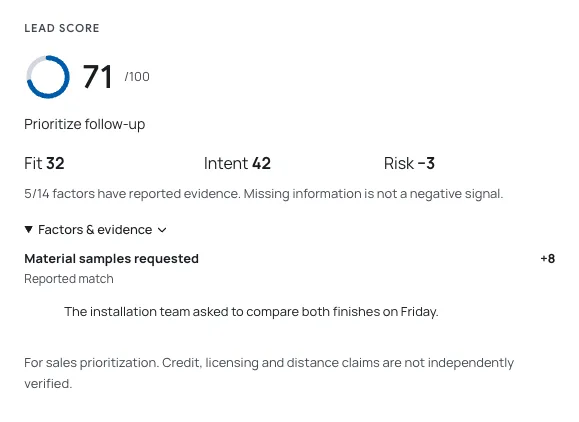 LEAD SCORE
71 /100
Prioritize follow-up
Fit 32 Intent 42 Risk −3
5/14 factors have reported evidence. Missing information is not a negative signal.
Factors & evidence
Material samples requested +8
Reported match
The installation team asked to compare both finishes on Friday.
For sales prioritization. Credit, licensing and distance claims are not independently
verified.